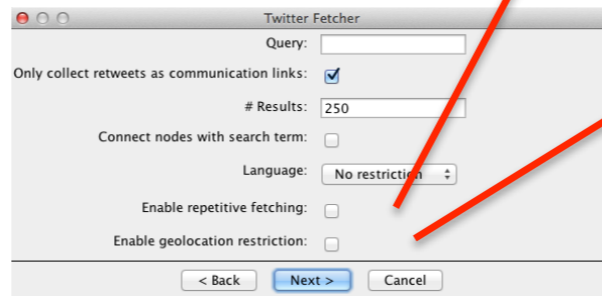 Twitter Fetcher
Query:
Only collect retweets as communication links:
# Results: 250
Connect nodes with search term:
Language: No restriction
Enable repetitive fetching:
Enable geolocation restriction:
< Back Next > Cancel